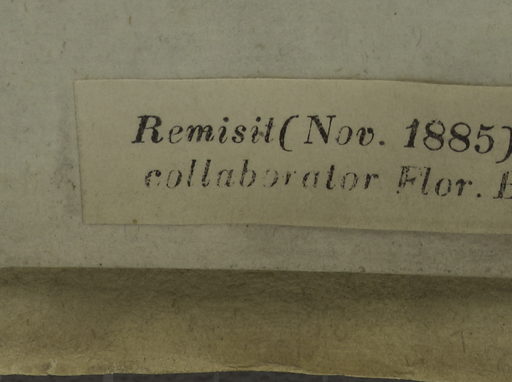 Remisit (Nov. 1885)
collaborator Flor.